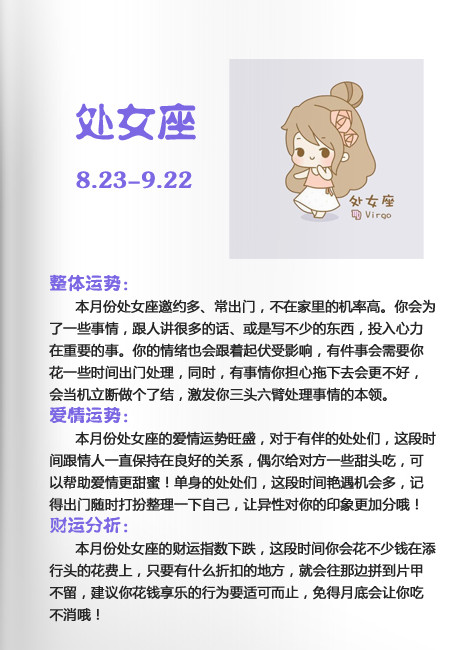 处女座
8.23-9.22
处女座
Virgo
整体运势：
本月份处女座邀约多、常出门，不在家里的机率高。你会为
了一些事情，跟人讲很多的话、或是写不少的东西，投入心力
在重要的事。你的情绪也会跟着起伏受影响，有件事会需要你
花一些时间出门处理，同时，有事情你担心拖下去会更不好，
会当机立断做个了结，激发你三头六臂处理事情的本领。
爱情运势：
本月份处女座的爱情运势旺盛，对于有伴的处处们，这段时
间跟情人一直保持在良好的关系，偶尔给对方一些甜头吃，可
以帮助爱情更甜蜜！单身的处处们，这段时间艳遇机会多，记
得出门随时打扮整理一下自己，让异性对你的印象更加分哦！
财运分析：
本月份处女座的财运指数下跌，这段时间你会花不少钱在添
行头的花费上，只要有什么折扣的地方，就会往那边拼到片甲
不留，建议你花钱享乐的行为要适可而止，免得月底会让你吃
不消哦！